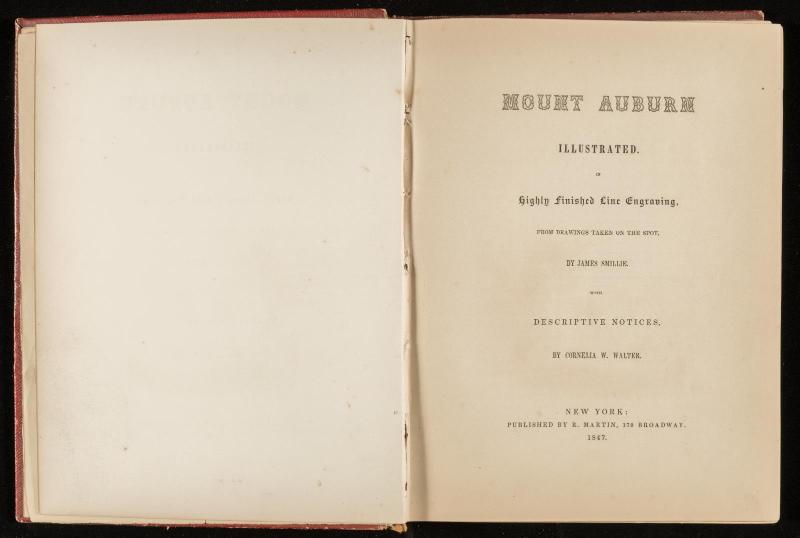 MOUNT AUBURN
ILLUSTRATED.
IN
Highly Finished Line Engraving,
FROM DRAWINGS TAKEN ON THE SPOT,
BY JAMES SMILLIE.
WITH
DESCRIPTIVE NOTICES,
BY CORNELIA W. WALTER.
NEW YORK:
PUBLISHED BY R. MARTIN, 170 BROADWAY.
1847.